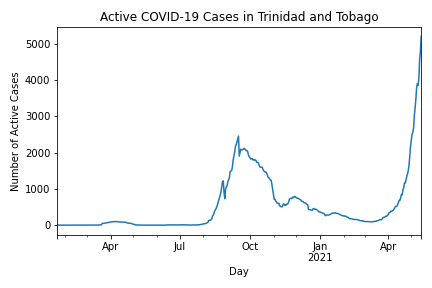 Active COVID-19 Cases in Trinidad and Tobago
Number of Active Cases
5000
4000
3000
2000
1000
0
Apr
Jul
Oct
Jan
2021
Apr
Day